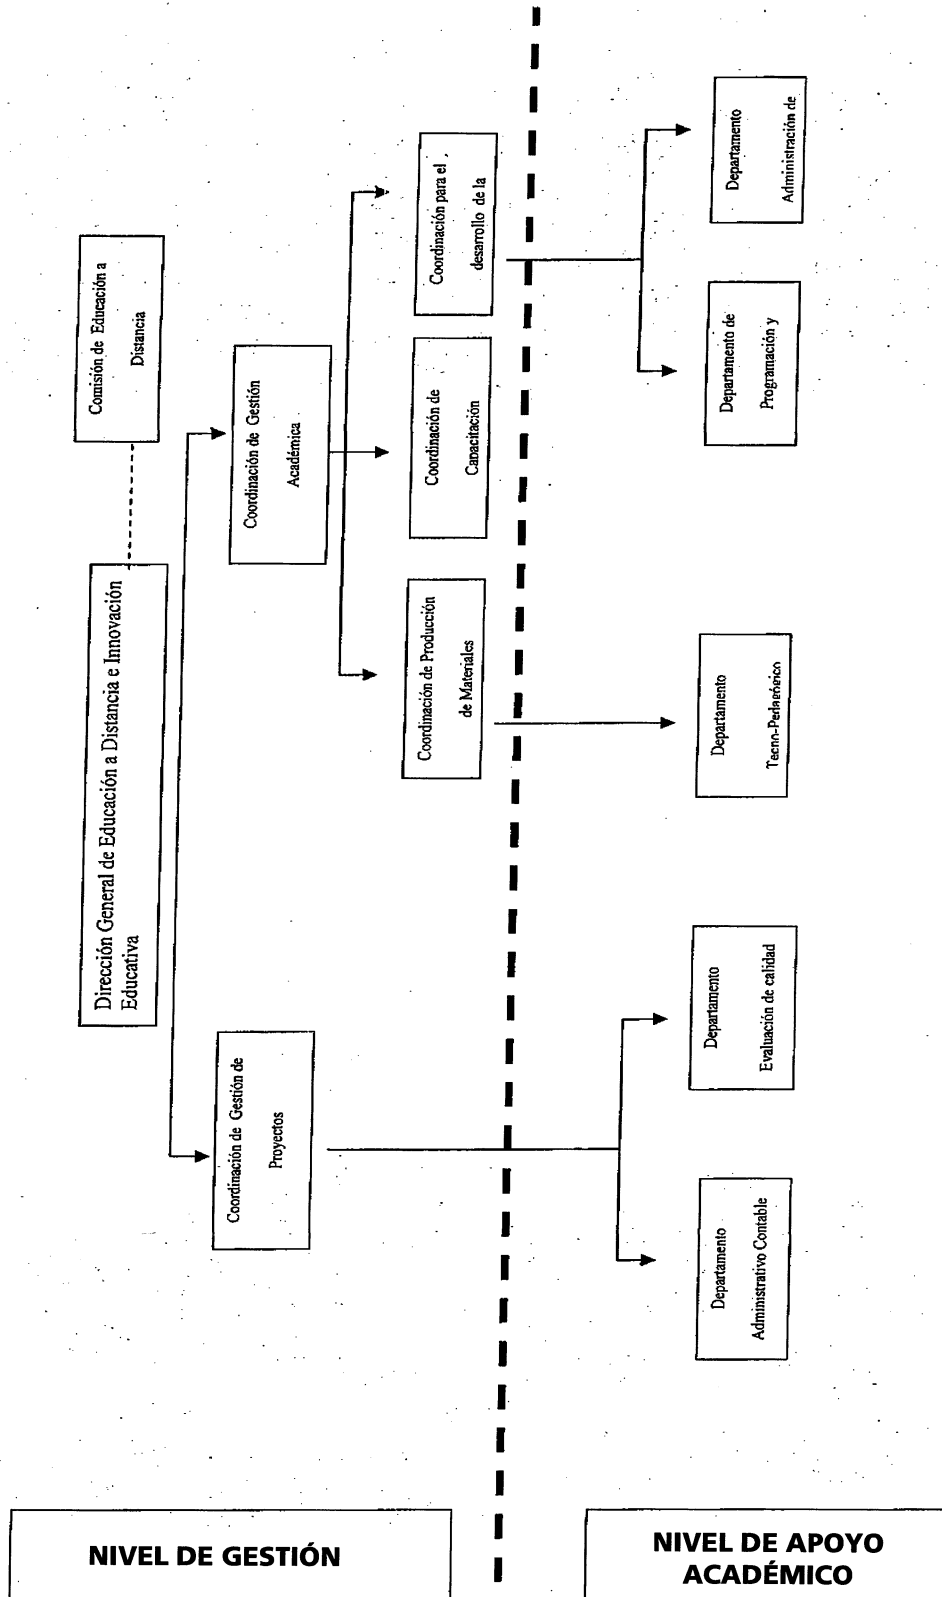 Dirección General de Educación a Distancia e Innovación
Educativa
Comisión de Educación a
Distancia
Coordinación de Gestión de
Proyectos
Coordinación de Gestión
Académica
Coordinación de Producción
de Materiales
Coordinación de
Capacitación
Coordinación para el
desarrollo de la
Departamento
Administrativo Contable
Departamento
Evaluación de calidad
Departamento
Tecno-Pedagógico
Departamento de
Programación y
Departamento
Administración de
NIVEL DE GESTIÓN
NIVEL DE APOYO
ACADÉMICO